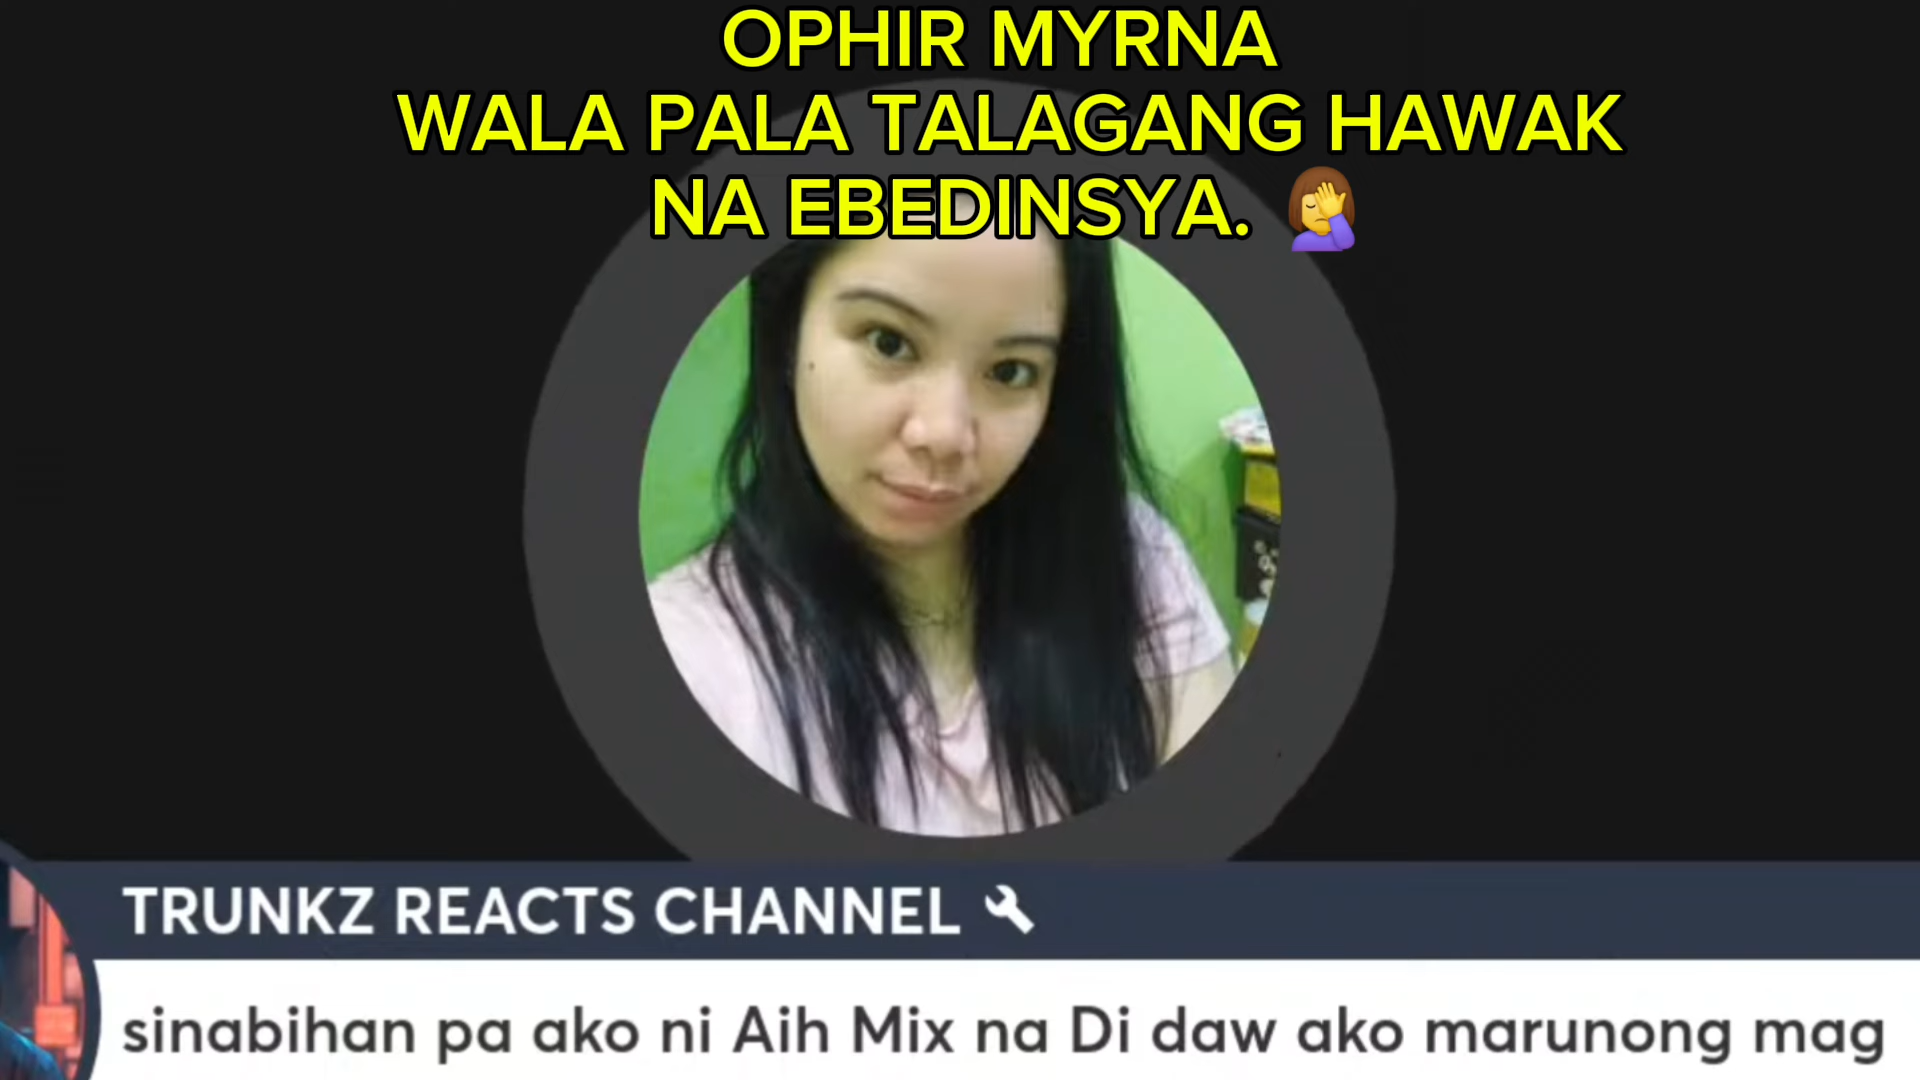 OPHIR MYRNA
WALA PALA TALAGANG HAWAK
NA EBEDINSYA. 🤦‍♀️
TRUNKZ REACTS CHANNEL
sinabihan pa ako ni Aih Mix na Di daw ako marunong mag